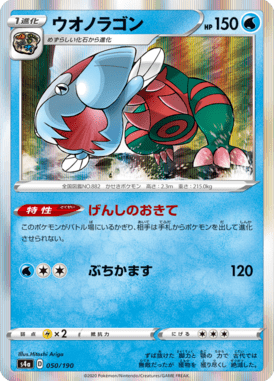 1進化
ウオノラゴン
HP 150
めずらしい化石から進化
全国図鑑NO.882 かせきポケモン 高さ:2.3m 重さ:215.0kg
特性 げんしのおきて
このポケモンがバトル場にいるかぎり、相手は手札からポケモンを出して進化
させられない。
ぶちかます 120
弱点 ×2 抵抗力 にげる
Illus. Hitoshi Ariga
s4a 050/190
©2020 Pokémon/Nintendo/Creatures/GAME FREAK.